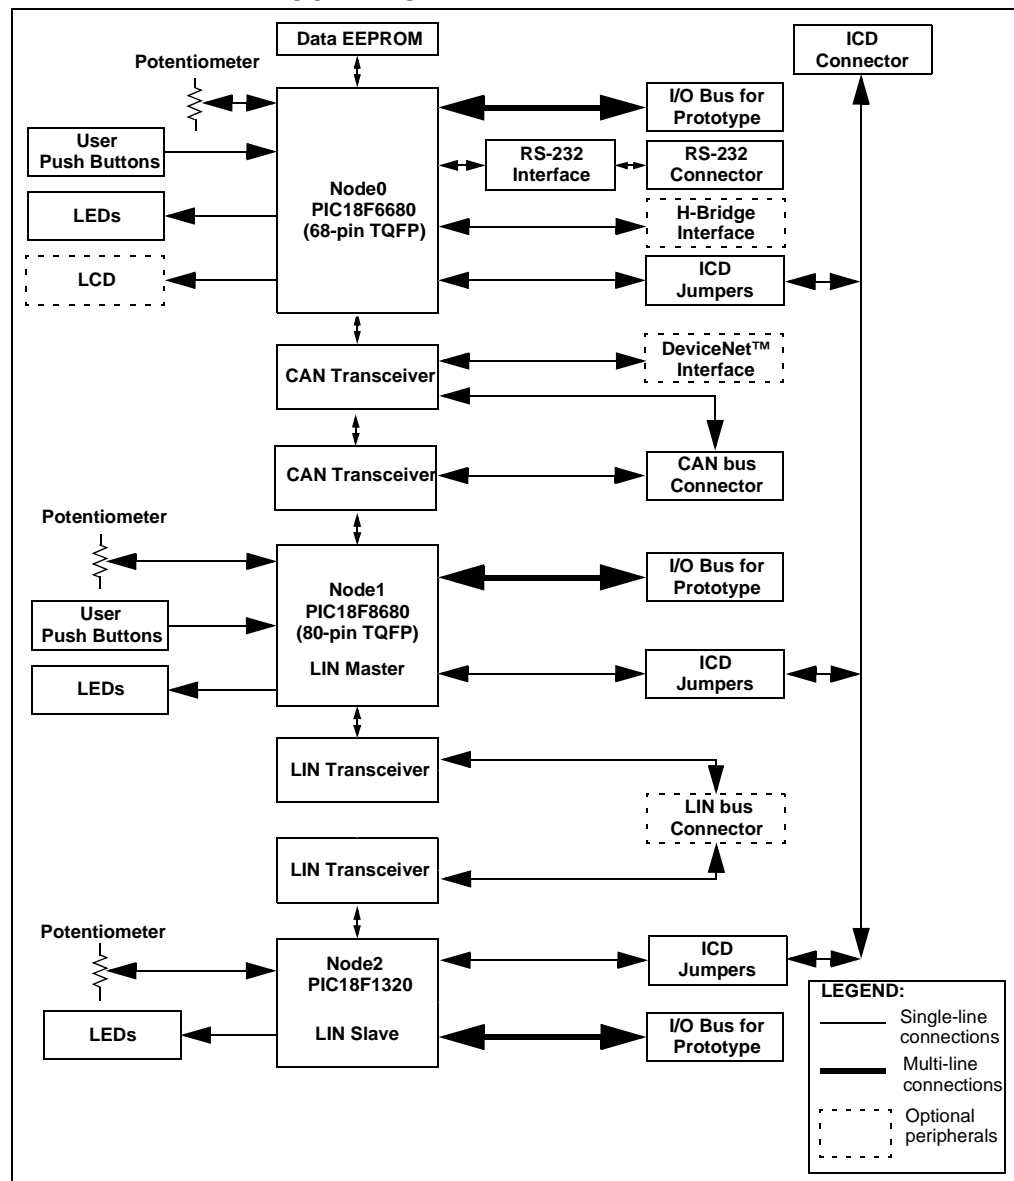 Data EEPROM
ICD
Connector
Potentiometer
I/O Bus for
Prototype
User
Push Buttons
RS-232
Interface
RS-232
Connector
Node0
PIC18F6680
(68-pin TQFP)
LEDs
H-Bridge
Interface
LCD
ICD
Jumpers
CAN Transceiver
DeviceNet™
Interface
CAN Transceiver
CAN bus
Connector
Potentiometer
I/O Bus for
Prototype
Node1
PIC18F8680
(80-pin TQFP)
LIN Master
User
Push Buttons
LEDs
ICD
Jumpers
LIN Transceiver
LIN bus
Connector
LIN Transceiver
Potentiometer
Node2
PIC18F1320
LIN Slave
ICD
Jumpers
LEDs
I/O Bus for
Prototype
LEGEND:
Single-line
connections
Multi-line
connections
Optional
peripherals